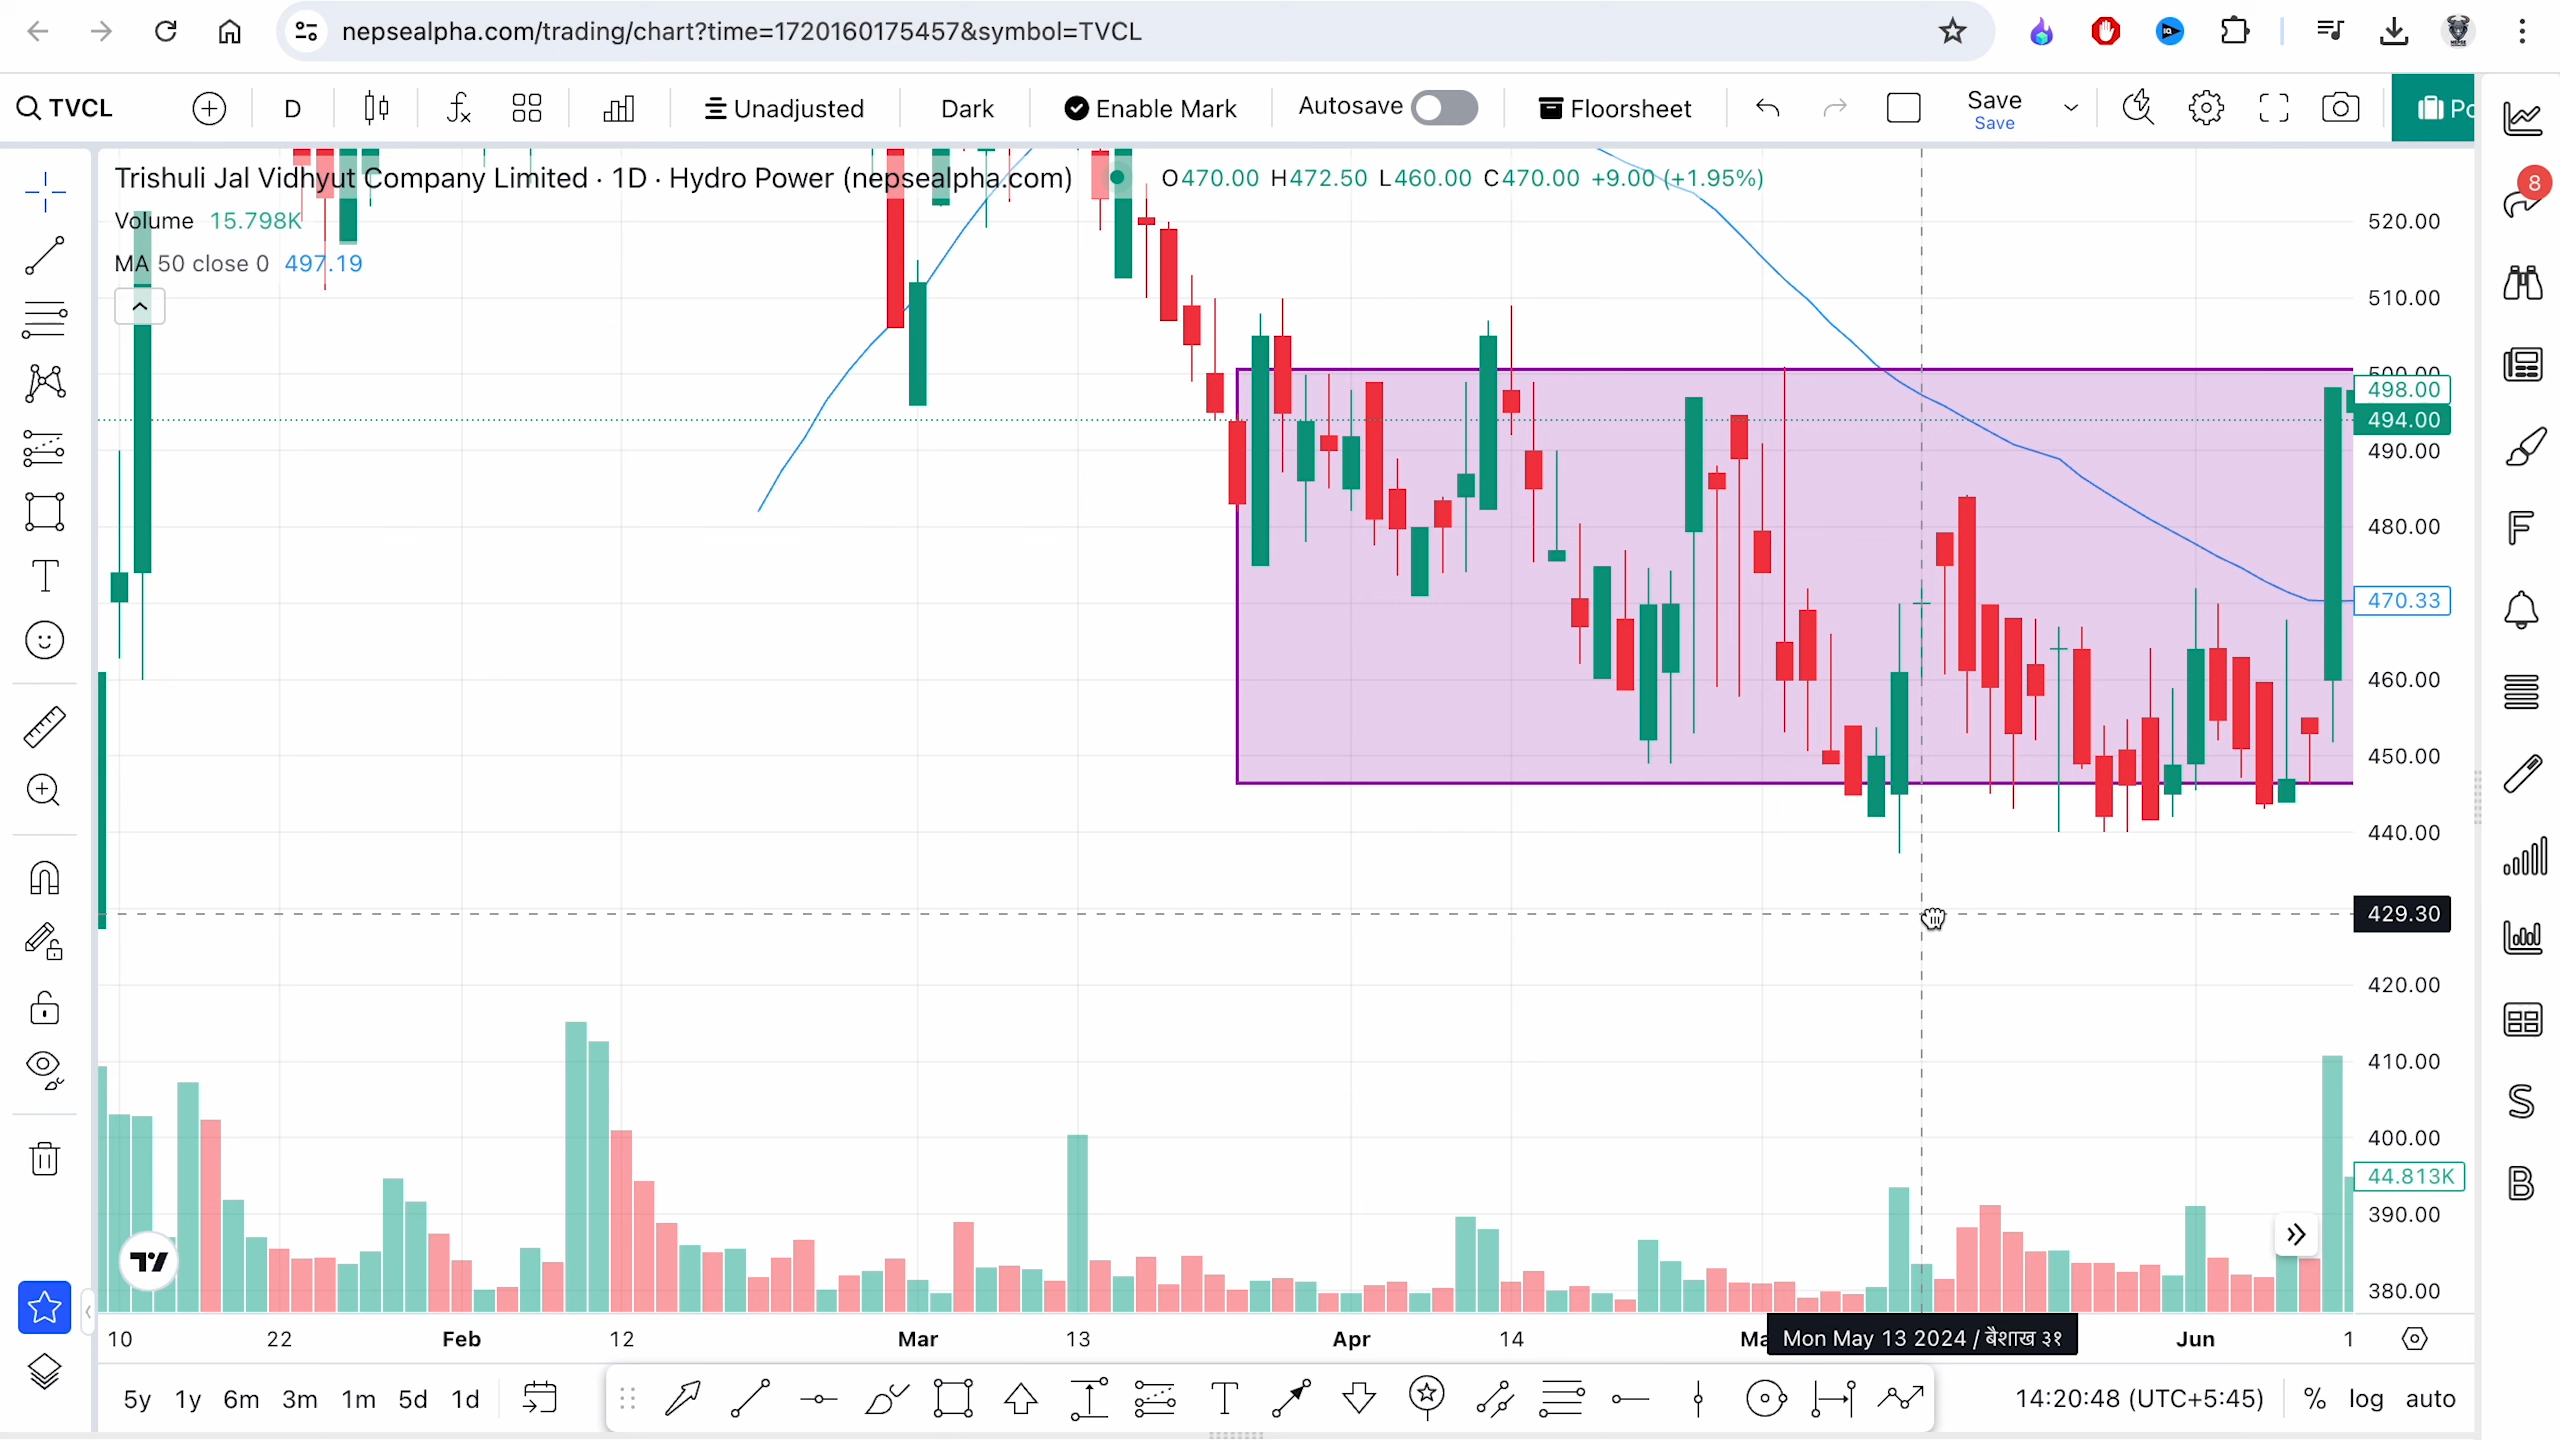 nepsealpha.com/trading/chart?time=1720160175457&symbol=TVCL
TVCL
D
Unadjusted
Dark
Enable Mark
Autosave
Floorsheet
Save
Save
8
Trishuli Jal Vidhyut Company Limited · 1D · Hydro Power (nepsealpha.com)
O470.00 H472.50 L460.00 C470.00 +9.00 (+1.95%)
Volume 15.798K
MA 50 close 0 497.19
520.00
510.00
498.00
494.00
490.00
480.00
470.33
460.00
450.00
440.00
429.30
420.00
410.00
400.00
44.813K
390.00
380.00
10
22
Feb
12
Mar
13
Apr
14
Mon May 13 2024 / बैशाख ३१
Jun
1
5y 1y 6m 3m 1m 5d 1d
14:20:48 (UTC+5:45)
% log auto